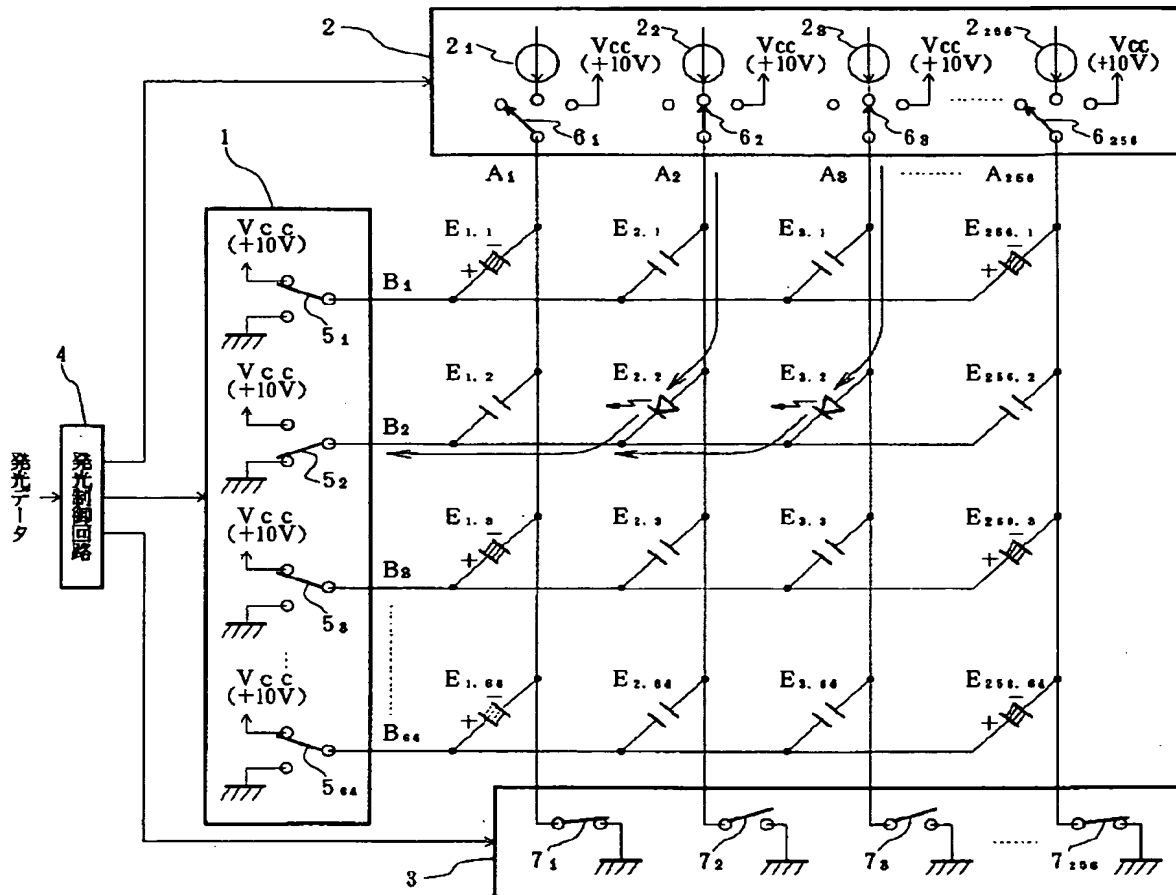 2
2₁
2₂
2₃
2₂₅₆
Vcc
(+10V)
Vcc
(+10V)
Vcc
(+10V)
Vcc
(+10V)
6₁
6₂
6₃
6₂₅₆
A₁
A₂
A₃
A₂₅₆
1
Vcc
(+10V)
5₁
B₁
E₁.₁
E₂.₁
E₃.₁
E₂₅₆.₁
+ −
+ −
4
発光データ
発光制御回路
Vcc
(+10V)
5₂
B₂
E₁.₂
E₂.₂
E₃.₂
E₂₅₆.₂
Vcc
(+10V)
5₃
B₃
E₁.₃
E₂.₃
E₃.₃
E₂₅₆.₃
+ −
+ −
Vcc
(+10V)
5₆₄
B₆₄
E₁.₆₄
E₂.₆₄
E₃.₆₄
E₂₅₆.₆₄
+ −
+ −
3
7₁
7₂
7₃
7₂₅₆